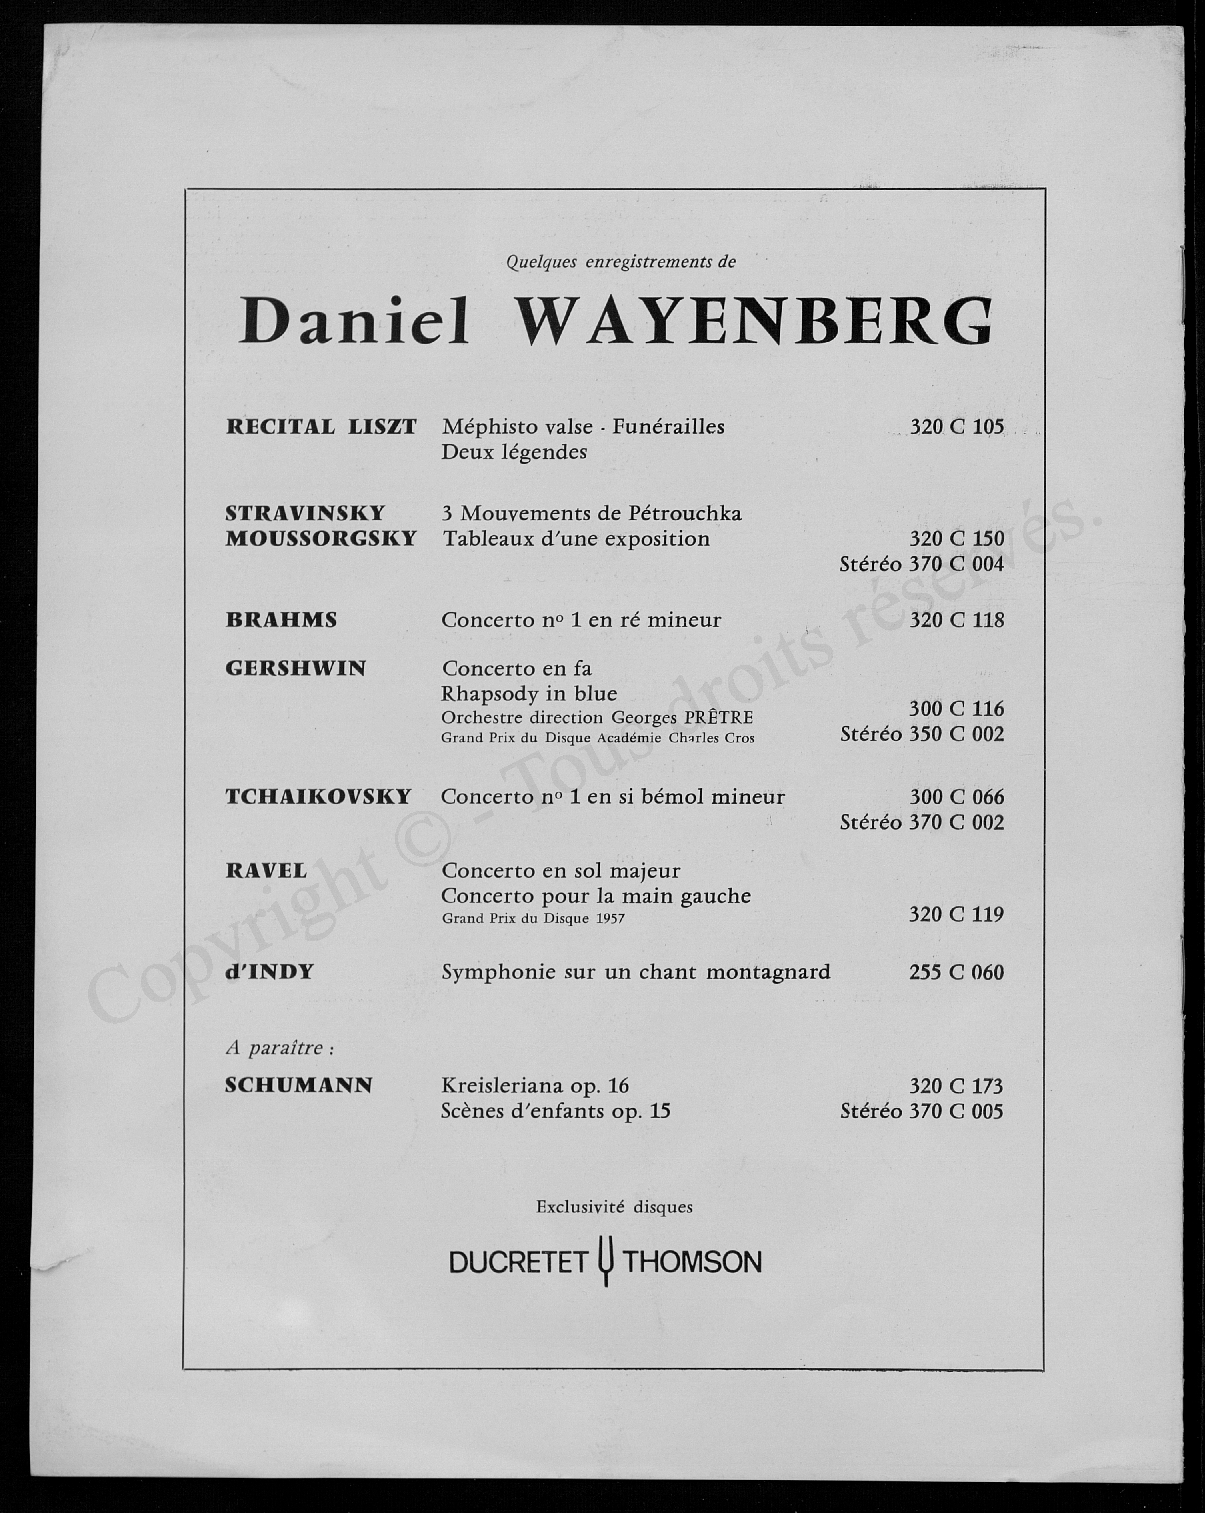 Quelques enregistrements de
Daniel WAYENBERG
RECITAL LISZT Méphisto valse - Funérailles 320 C 105
Deux légendes
STRAVINSKY 3 Mouvements de Pétrouchka
MOUSSORGSKY Tableaux d'une exposition 320 C 150
Stéréo 370 C 004
BRAHMS Concerto nº 1 en ré mineur 320 C 118
GERSHWIN Concerto en fa
Rhapsody in blue
300 C 116
Orchestre direction Georges PRÊTRE
Grand Prix du Disque Académie Charles Cros Stéréo 350 C 002
TCHAIKOVSKY Concerto nº 1 en si bémol mineur 300 C 066
Stéréo 370 C 002
RAVEL Concerto en sol majeur
Concerto pour la main gauche
Grand Prix du Disque 1957 320 C 119
d'INDY Symphonie sur un chant montagnard 255 C 060
A paraître :
SCHUMANN Kreisleriana op. 16 320 C 173
Scènes d'enfants op. 15 Stéréo 370 C 005
Exclusivité disques
DUCRETET THOMSON
Copyright © - Tous droits réservés.